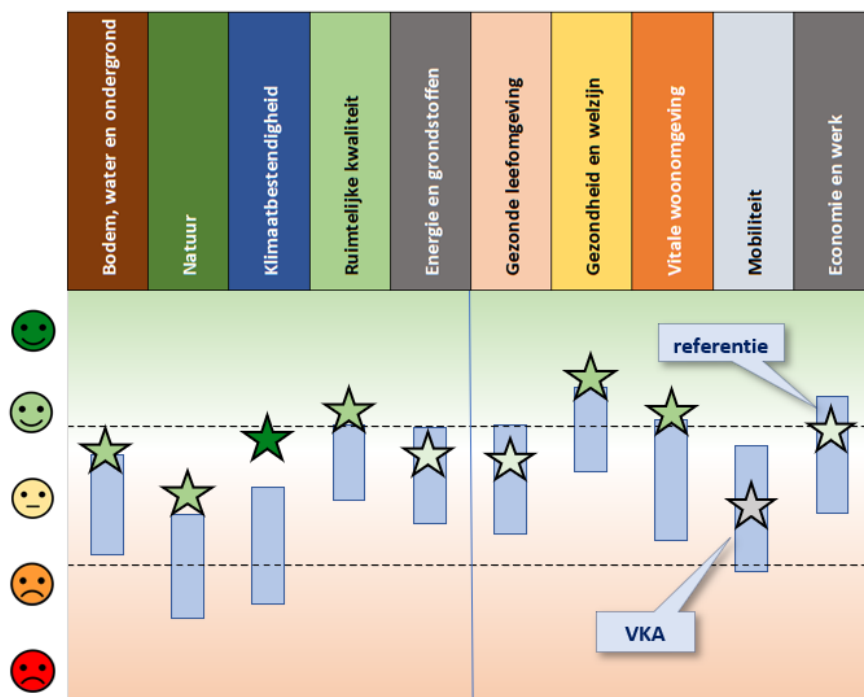 Bodem, water en ondergrond
Natuur
Klimaatbestendigheid
Ruimtelijke kwaliteit
Energie en grondstoffen
Gezonde leefomgeving
Gezondheid en welzijn
Vitale woonomgeving
Mobiliteit
Economie en werk
referentie
VKA